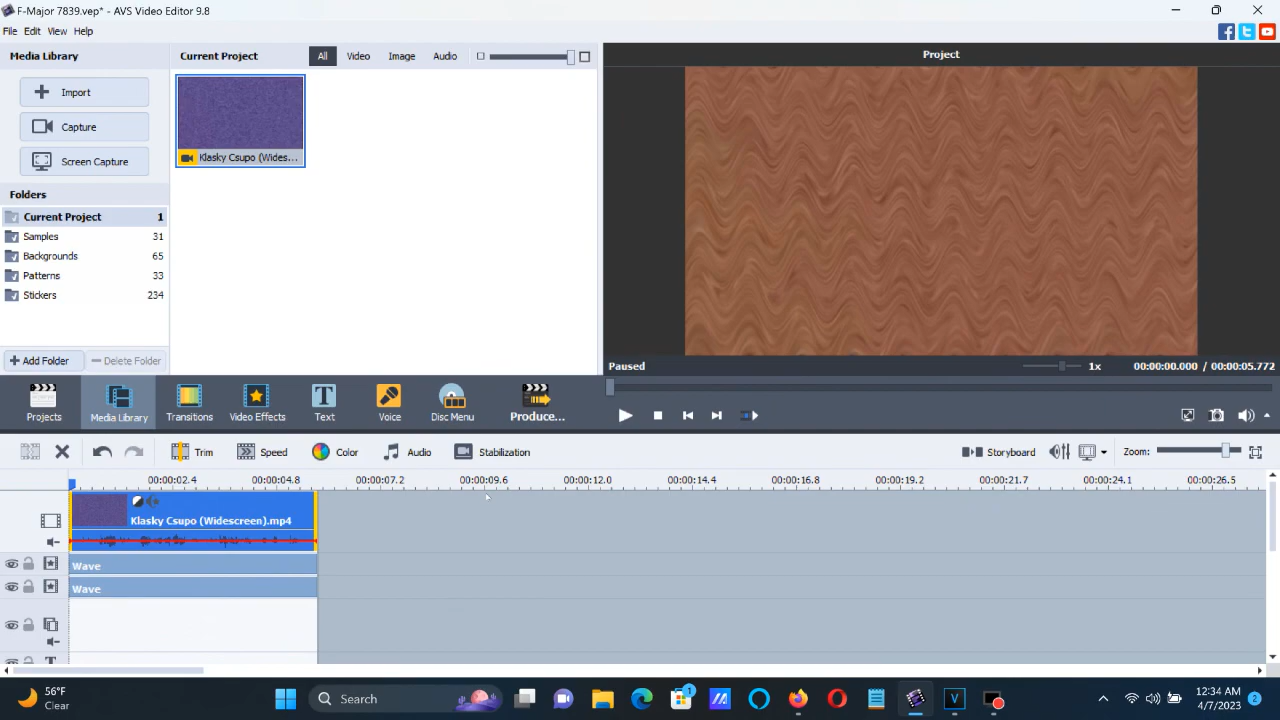 F-Major 7839.vep* - AVS Video Editor 9.8
File Edit View Help
Media Library
Current Project
All Video Image Audio
Project
Import
Capture
Screen Capture
Klasky Csupo (Wides...
Folders
Current Project 1
Samples 31
Backgrounds 65
Patterns 33
Stickers 234
Add Folder Delete Folder
Paused 1x 00:00:00.000 / 00:00:05.772
Projects Media Library Transitions Video Effects Text Voice Disc Menu Produce...
Trim Speed Color Audio Stabilization Storyboard Zoom:
00:00:02.4 00:00:04.8 00:00:07.2 00:00:09.6 00:00:12.0 00:00:14.4 00:00:16.8 00:00:19.2 00:00:21.7 00:00:24.1 00:00:26.5
Klasky Csupo (Widescreen).mp4
Wave
Wave
56°F
Clear
Search
1
12:34 AM
4/7/2023
2